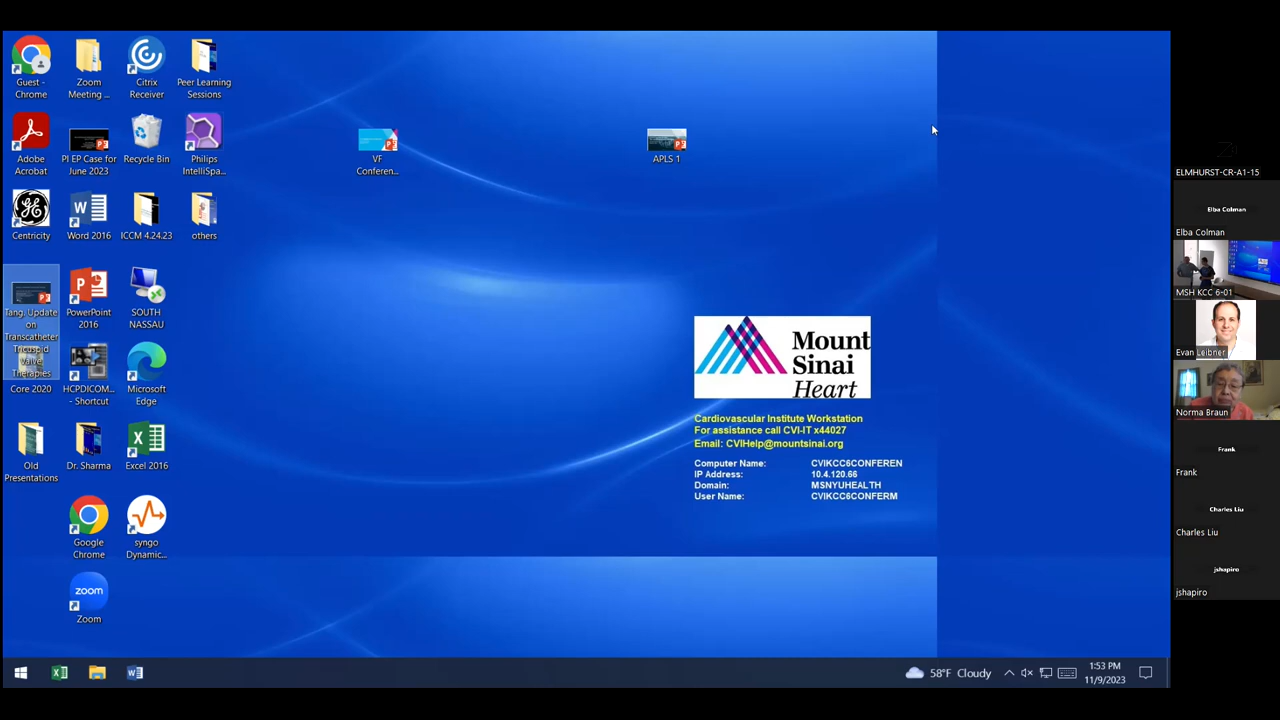 Guest -
Chrome
Zoom
Meeting ...
Citrix
Receiver
Peer Learning
Sessions
Adobe
Acrobat
PI EP Case for
June 2023
Recycle Bin
Philips
IntelliSpa...
VF
Conferen...
APLS 1
GE
Centricity
Word 2016
ICCM 4.24.23
others
Tang. Update
on
Transcatheter
Tricuspid
Valve
Therapies
Core 2020
PowerPoint
2016
SOUTH
NASSAU
HCPDICOM...
- Shortcut
Microsoft
Edge
Old
Presentations
Dr. Sharma
Excel 2016
Google
Chrome
syngo
Dynamic...
zoom
Zoom
Mount
Sinai
Heart
Cardiovascular Institute Workstation
For assistance call CVI-IT x44027
Email: CVIHelp@mountsinai.org
Computer Name: CVIKCC6CONFEREN
IP Address: 10.4.120.66
Domain: MSNYUHEALTH
User Name: CVIKCC6CONFERM
58°F Cloudy
1:53 PM
11/9/2023
ELMHURST-CR-A1-15
Elba Colman
Elba Colman
MSH KCC 6-01
Evan Leibner
Norma Braun
Frank
Frank
Charles Liu
Charles Liu
jshapiro
jshapiro